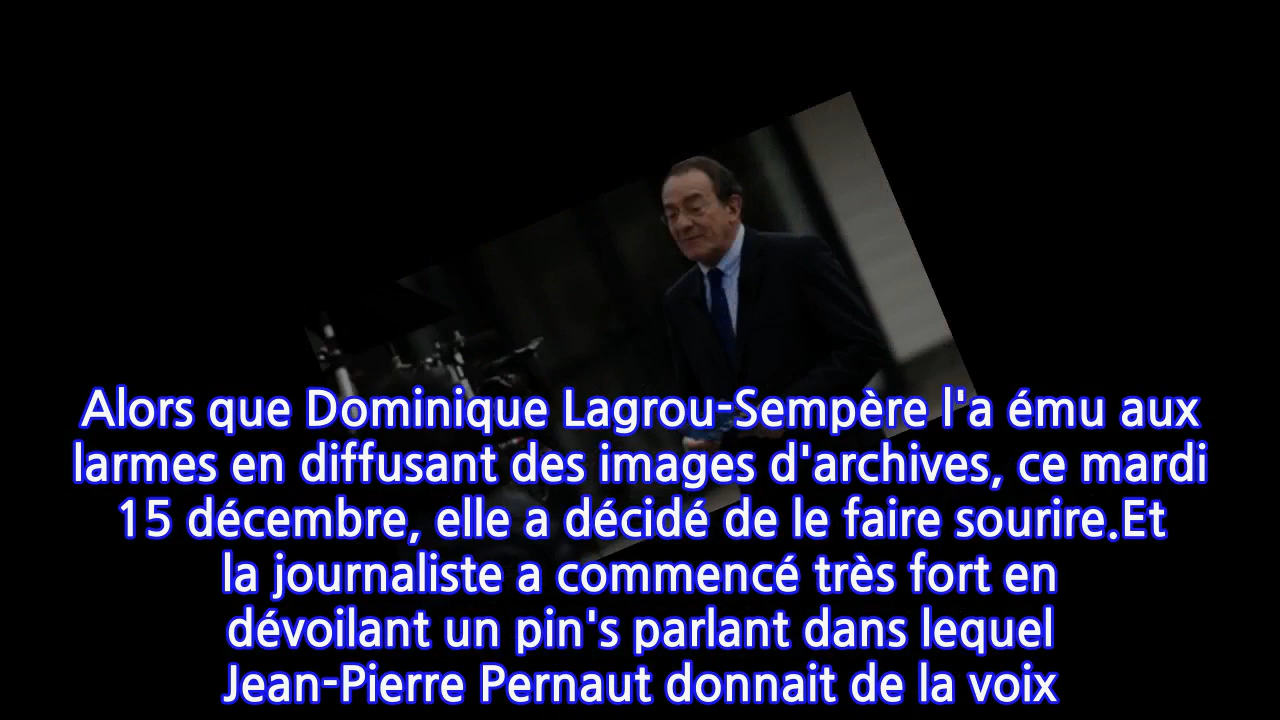 Alors que Dominique Lagrou-Sempère l'a ému aux
larmes en diffusant des images d'archives, ce mardi
15 décembre, elle a décidé de le faire sourire.Et
la journaliste a commencé très fort en
dévoilant un pin's parlant dans lequel
Jean-Pierre Pernaut donnait de la voix